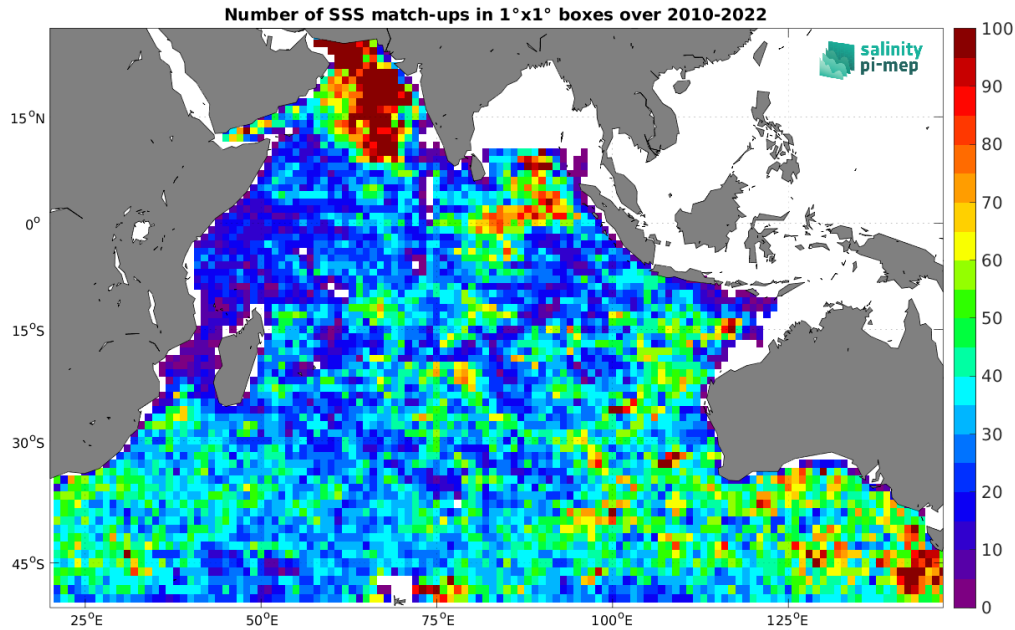 Number of SSS match-ups in 1°x1° boxes over 2010-2022
salinity
pi-mep
100
90
80
70
60
50
40
30
20
10
0
15°N
0°
15°S
30°S
45°S
25°E
50°E
75°E
100°E
125°E